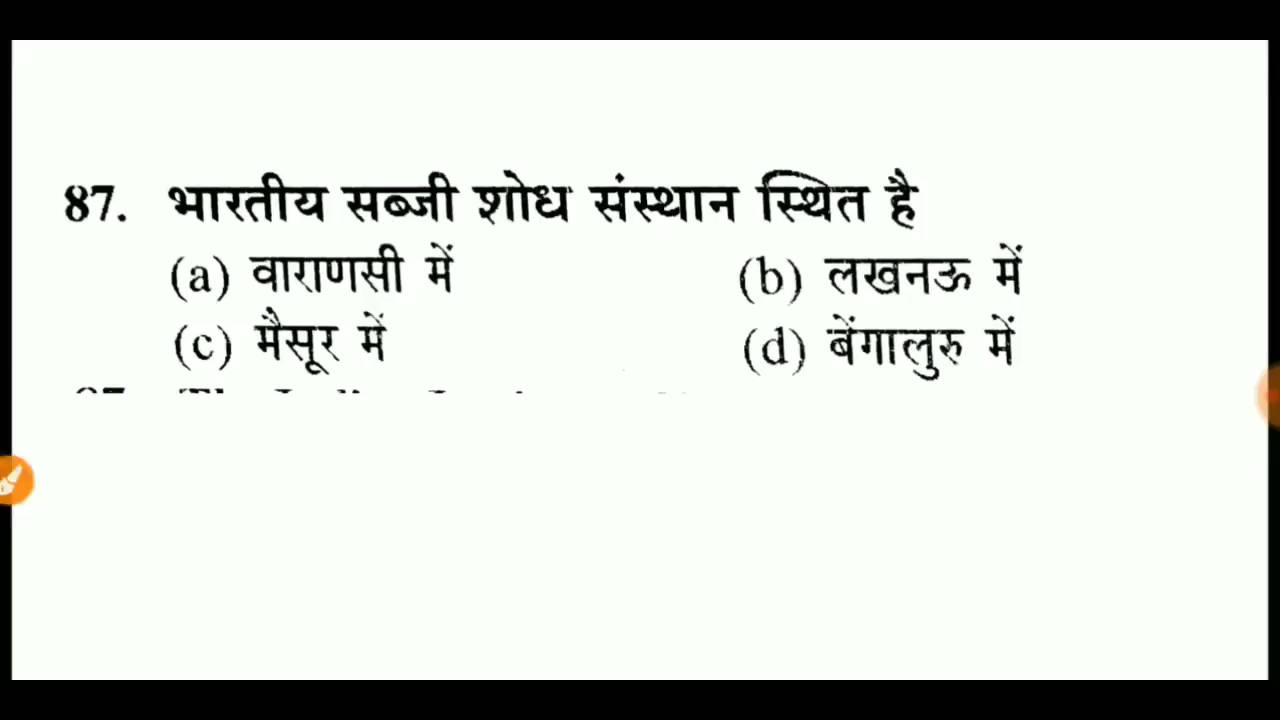 87. भारतीय सब्जी शोध संस्थान स्थित है
(a) वाराणसी में (b) लखनऊ में
(c) मैसूर में (d) बेंगालुरु में